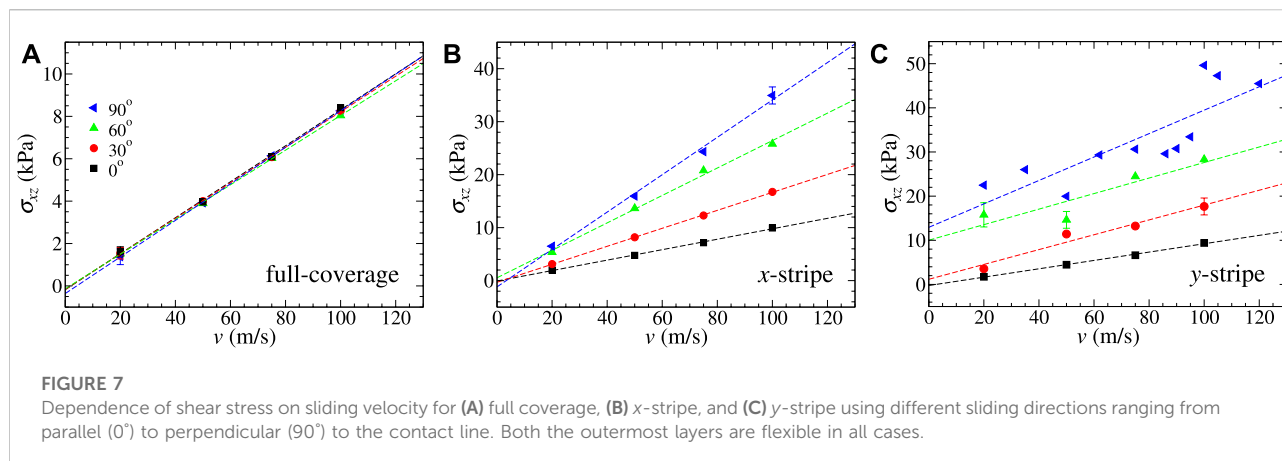 A
10
8
6
4
2
0
σxz (kPa)
90°
60°
30°
0°
full-coverage
0 20 40 60 80 100 120
v (m/s)
B
40
30
20
10
0
σxz (kPa)
x-stripe
0 20 40 60 80 100 120
v (m/s)
C
50
40
30
20
10
0
σxz (kPa)
y-stripe
0 20 40 60 80 100 120
v (m/s)
FIGURE 7
Dependence of shear stress on sliding velocity for (A) full coverage, (B) x-stripe, and (C) y-stripe using different sliding directions ranging from
parallel (0°) to perpendicular (90°) to the contact line. Both the outermost layers are flexible in all cases.